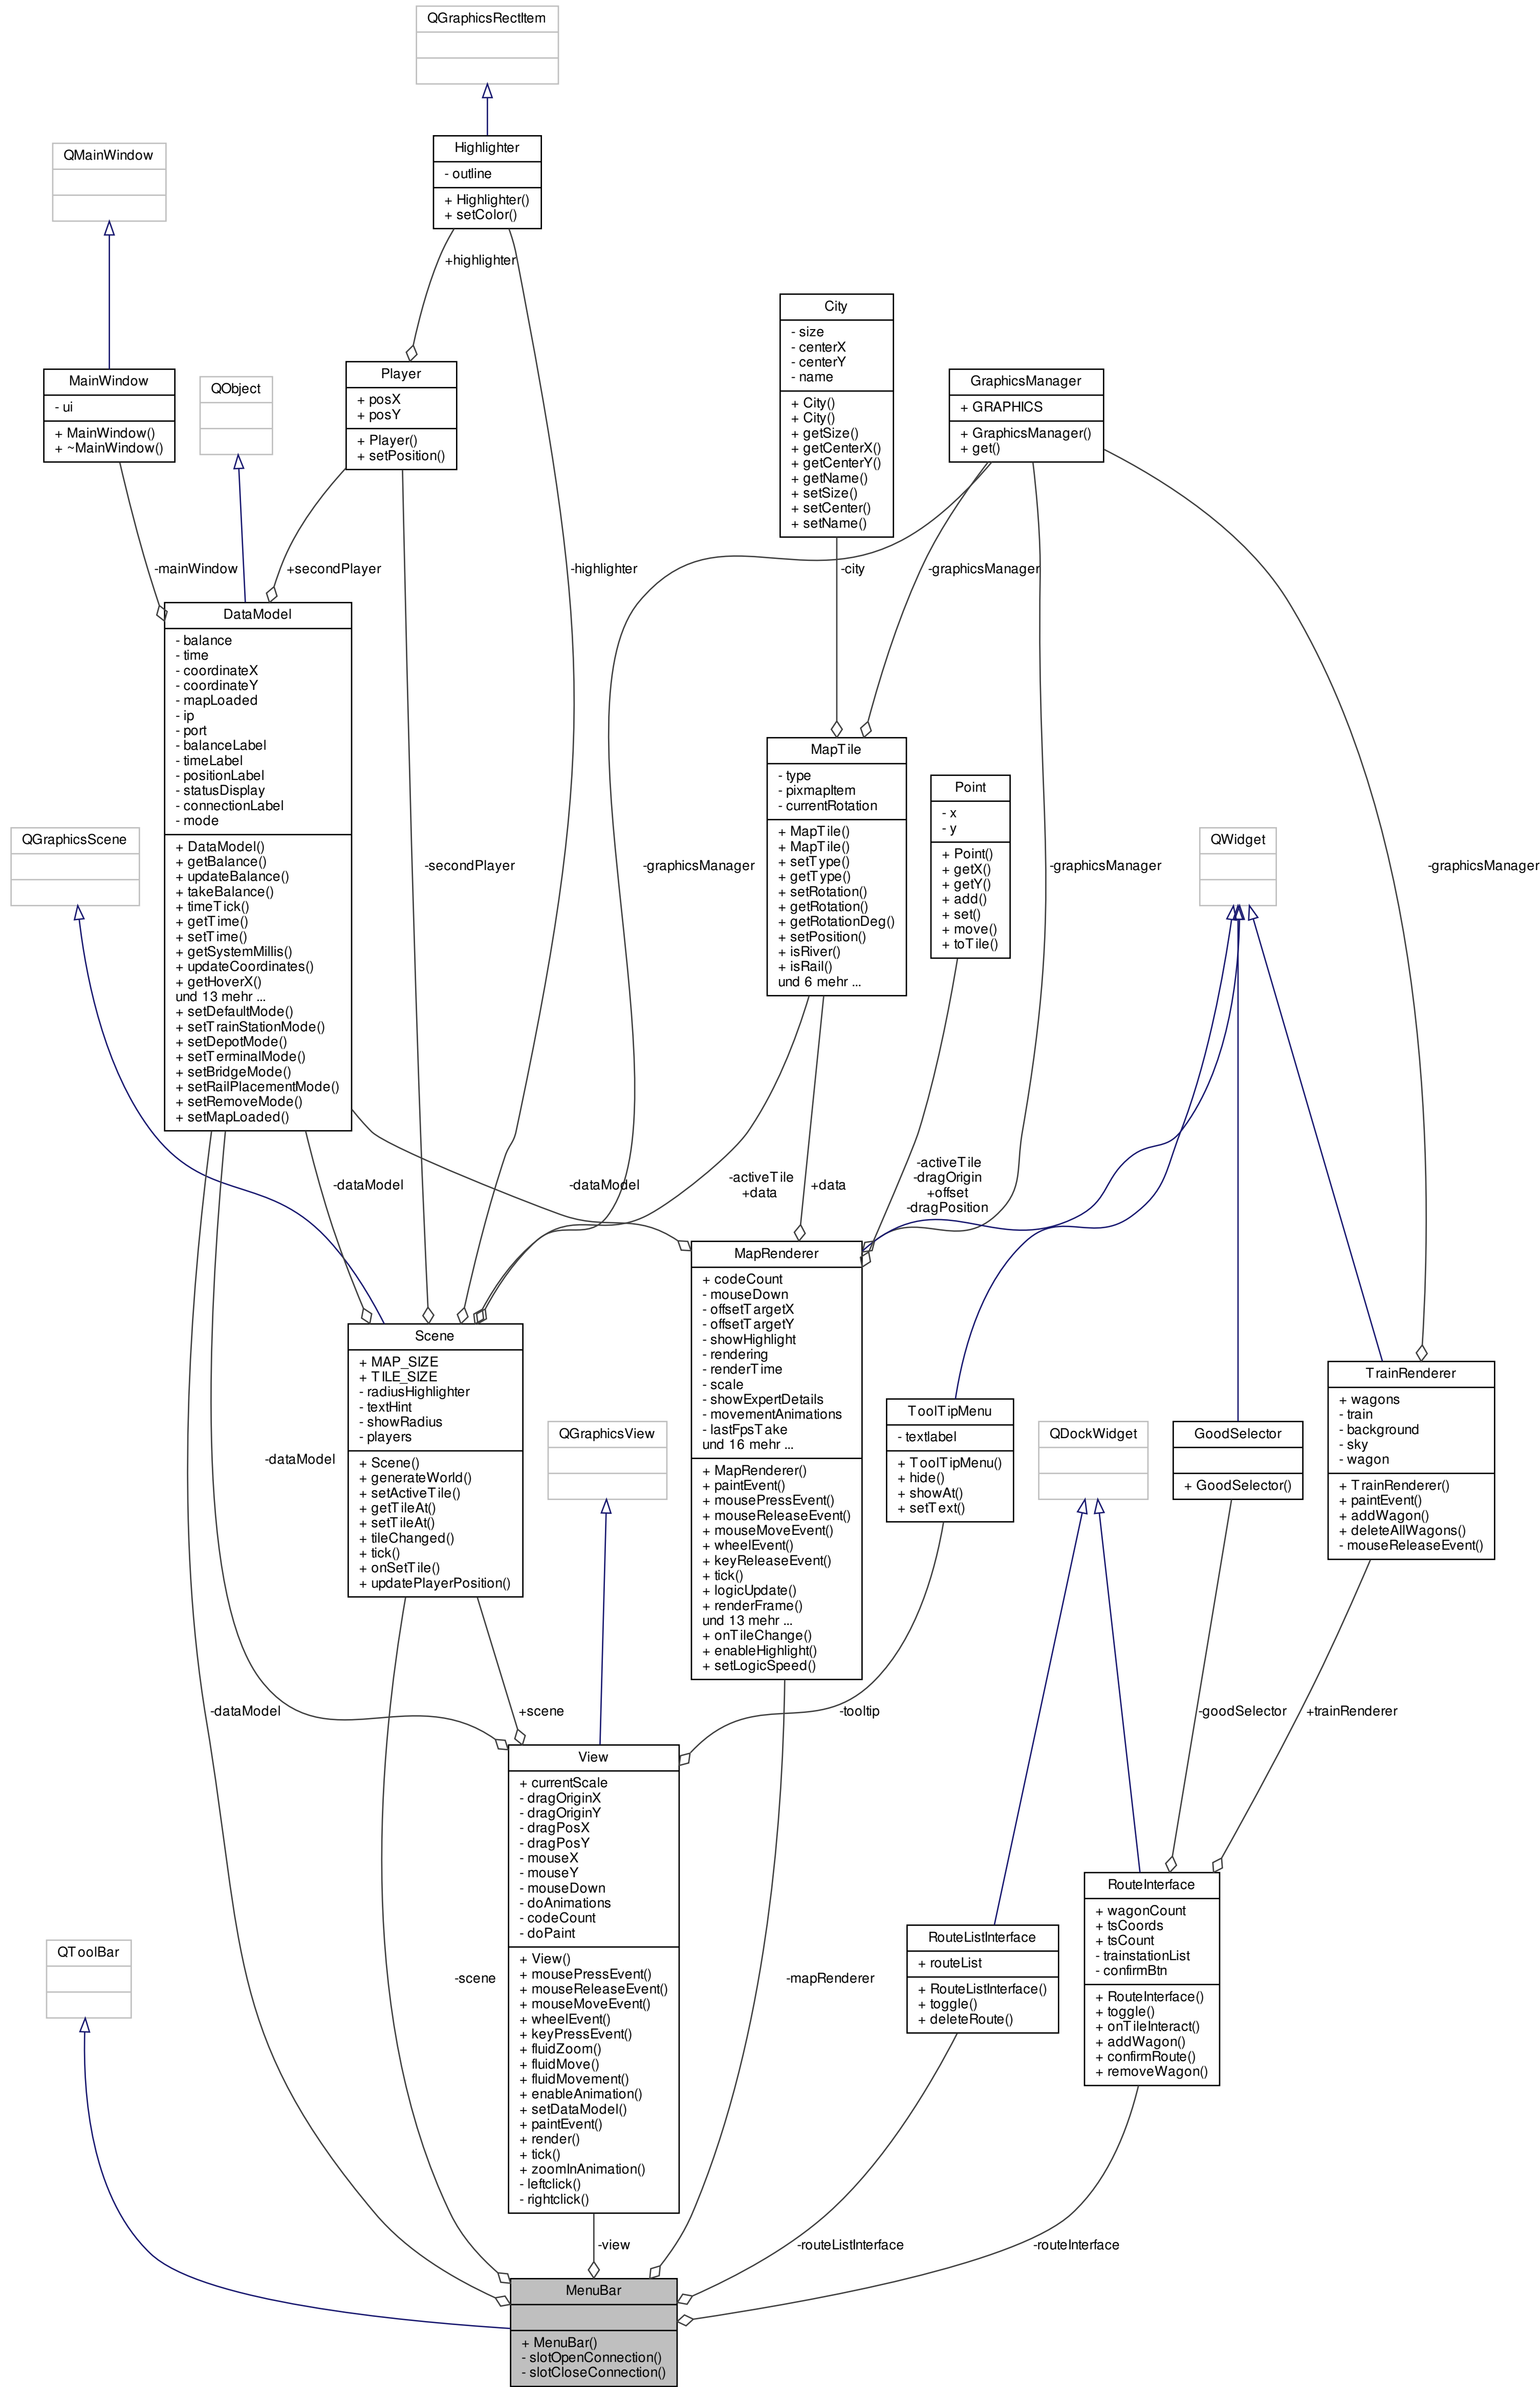 QGraphicsRectItem
Highlighter
- outline
+ Highlighter()
+ setColor()
QMainWindow
+highlighter
City
- size
- centerX
- centerY
- name
+ City()
+ City()
+ getSize()
+ getCenterX()
+ getCenterY()
+ getName()
+ setSize()
+ setCenter()
+ setName()
MainWindow
- ui
+ MainWindow()
+ ~MainWindow()
QObject
Player
+ posX
+ posY
+ Player()
+ setPosition()
GraphicsManager
+ GRAPHICS
+ GraphicsManager()
+ get()
-mainWindow
+secondPlayer
-highlighter
-city
-graphicsManager
DataModel
- balance
- time
- coordinateX
- coordinateY
- mapLoaded
- ip
- port
- balanceLabel
- timeLabel
- positionLabel
- statusDisplay
- connectionLabel
- mode
+ DataModel()
+ getBalance()
+ updateBalance()
+ takeBalance()
+ timeTick()
+ getTime()
+ setTime()
+ getSystemMillis()
+ updateCoordinates()
+ getHoverX()
und 13 mehr ...
+ setDefaultMode()
+ setTrainStationMode()
+ setDepotMode()
+ setTerminalMode()
+ setBridgeMode()
+ setRailPlacementMode()
+ setRemoveMode()
+ setMapLoaded()
MapTile
- type
- pixmapItem
- currentRotation
+ MapTile()
+ MapTile()
+ setType()
+ getType()
+ setRotation()
+ getRotation()
+ getRotationDeg()
+ setPosition()
+ isRiver()
+ isRail()
und 6 mehr ...
Point
- x
- y
+ Point()
+ getX()
+ getY()
+ add()
+ set()
+ move()
+ toTile()
QGraphicsScene
QWidget
-secondPlayer
-graphicsManager
-graphicsManager
-graphicsManager
-dataModel
-dataModel
-activeTile
+data
+data
-activeTile
-dragOrigin
+offset
-dragPosition
MapRenderer
+ codeCount
- mouseDown
- offsetTargetX
- offsetTargetY
- showHighlight
- rendering
- renderTime
- scale
- showExpertDetails
- movementAnimations
- lastFpsTake
und 16 mehr ...
+ MapRenderer()
+ paintEvent()
+ mousePressEvent()
+ mouseReleaseEvent()
+ mouseMoveEvent()
+ wheelEvent()
+ keyReleaseEvent()
+ tick()
+ logicUpdate()
+ renderFrame()
und 13 mehr ...
+ onTileChange()
+ enableHighlight()
+ setLogicSpeed()
Scene
+ MAP_SIZE
+ TILE_SIZE
- radiusHighlighter
- textHint
- showRadius
- players
+ Scene()
+ generateWorld()
+ setActiveTile()
+ getTileAt()
+ setTileAt()
+ tileChanged()
+ tick()
+ onSetTile()
+ updatePlayerPosition()
TrainRenderer
+ wagons
- train
- background
- sky
- wagon
+ TrainRenderer()
+ paintEvent()
+ addWagon()
+ deleteAllWagons()
- mouseReleaseEvent()
ToolTipMenu
- textlabel
+ ToolTipMenu()
+ hide()
+ showAt()
+ setText()
QGraphicsView
QDockWidget
GoodSelector
+ GoodSelector()
-dataModel
-dataModel
+scene
-tooltip
-goodSelector
+trainRenderer
View
+ currentScale
- dragOriginX
- dragOriginY
- dragPosX
- dragPosY
- mouseX
- mouseY
- mouseDown
- doAnimations
- codeCount
- doPaint
+ View()
+ mousePressEvent()
+ mouseReleaseEvent()
+ mouseMoveEvent()
+ wheelEvent()
+ keyPressEvent()
+ fluidZoom()
+ fluidMove()
+ fluidMovement()
+ enableAnimation()
+ setDataModel()
+ paintEvent()
+ render()
+ tick()
+ zoomInAnimation()
- leftclick()
- rightclick()
RouteInterface
+ wagonCount
+ tsCoords
+ tsCount
- trainstationList
- confirmBtn
+ RouteInterface()
+ toggle()
+ onTileInteract()
+ addWagon()
+ confirmRoute()
+ removeWagon()
RouteListInterface
+ routeList
+ RouteListInterface()
+ toggle()
+ deleteRoute()
QToolBar
-scene
-mapRenderer
-view
-routeListInterface
-routeInterface
MenuBar
+ MenuBar()
- slotOpenConnection()
- slotCloseConnection()